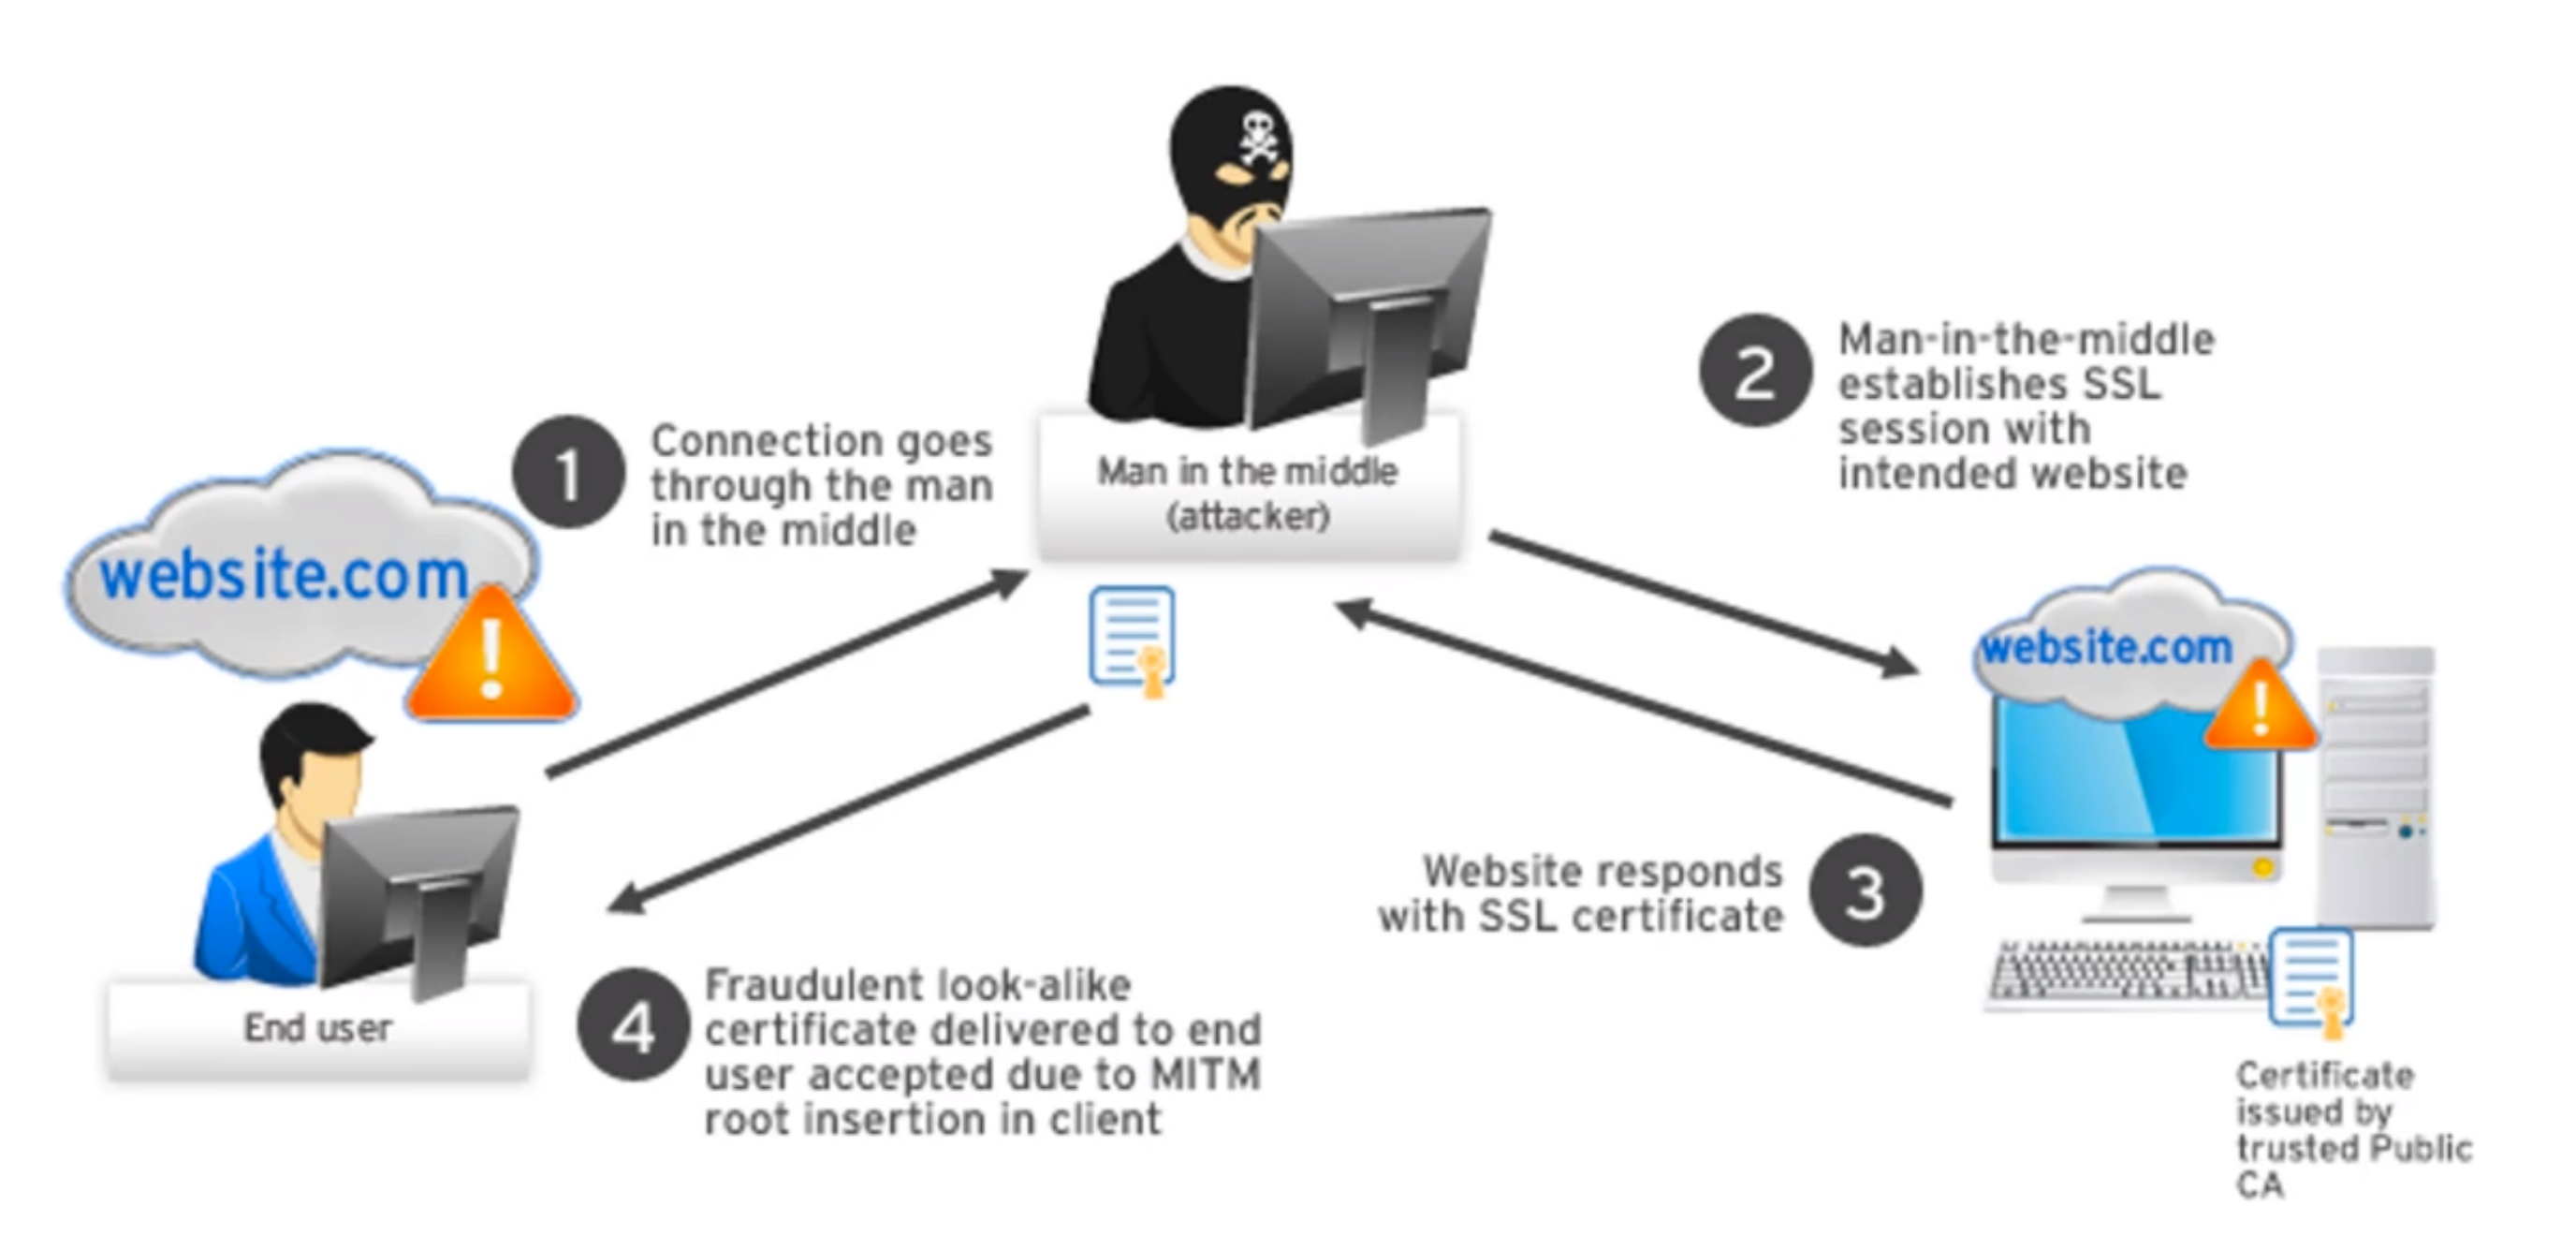 Man in the middle
(attacker)
1
Connection goes
through the man
in the middle
2
Man-in-the-middle
establishes SSL
session with
intended website
website.com
!
website.com
!
Website responds
with SSL certificate
3
End user
4
Fraudulent look-alike
certificate delivered to end
user accepted due to MITM
root insertion in client
Certificate
issued by
trusted Public
CA